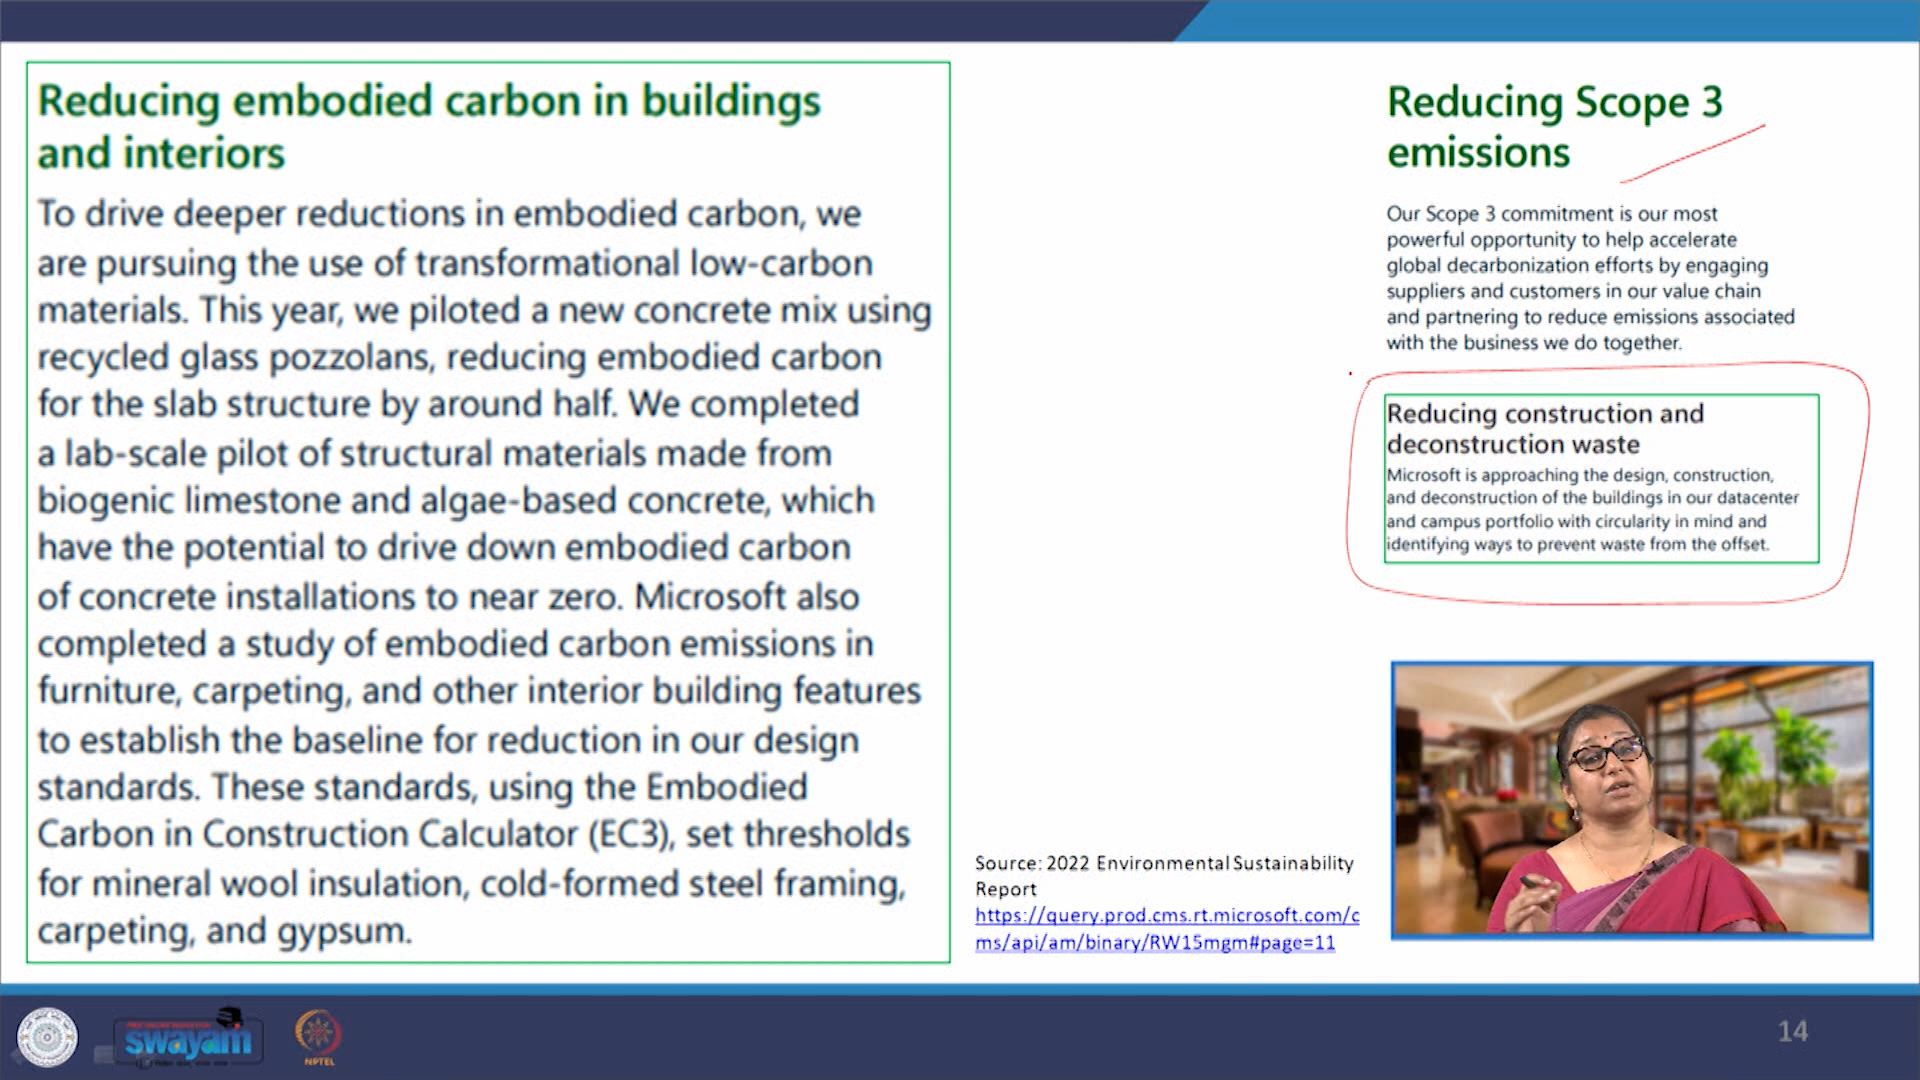 Reducing embodied carbon in buildings
and interiors
To drive deeper reductions in embodied carbon, we
are pursuing the use of transformational low-carbon
materials. This year, we piloted a new concrete mix using
recycled glass pozzolans, reducing embodied carbon
for the slab structure by around half. We completed
a lab-scale pilot of structural materials made from
biogenic limestone and algae-based concrete, which
have the potential to drive down embodied carbon
of concrete installations to near zero. Microsoft also
completed a study of embodied carbon emissions in
furniture, carpeting, and other interior building features
to establish the baseline for reduction in our design
standards. These standards, using the Embodied
Carbon in Construction Calculator (EC3), set thresholds
for mineral wool insulation, cold-formed steel framing,
carpeting, and gypsum.
Source: 2022 Environmental Sustainability
Report
https://query.prod.cms.rt.microsoft.com/c
ms/api/am/binary/RW15mgm#page=11
Reducing Scope 3
emissions
Our Scope 3 commitment is our most
powerful opportunity to help accelerate
global decarbonization efforts by engaging
suppliers and customers in our value chain
and partnering to reduce emissions associated
with the business we do together.
Reducing construction and
deconstruction waste
Microsoft is approaching the design, construction,
and deconstruction of the buildings in our datacenter
and campus portfolio with circularity in mind and
identifying ways to prevent waste from the offset.
swayam
NPTEL
14